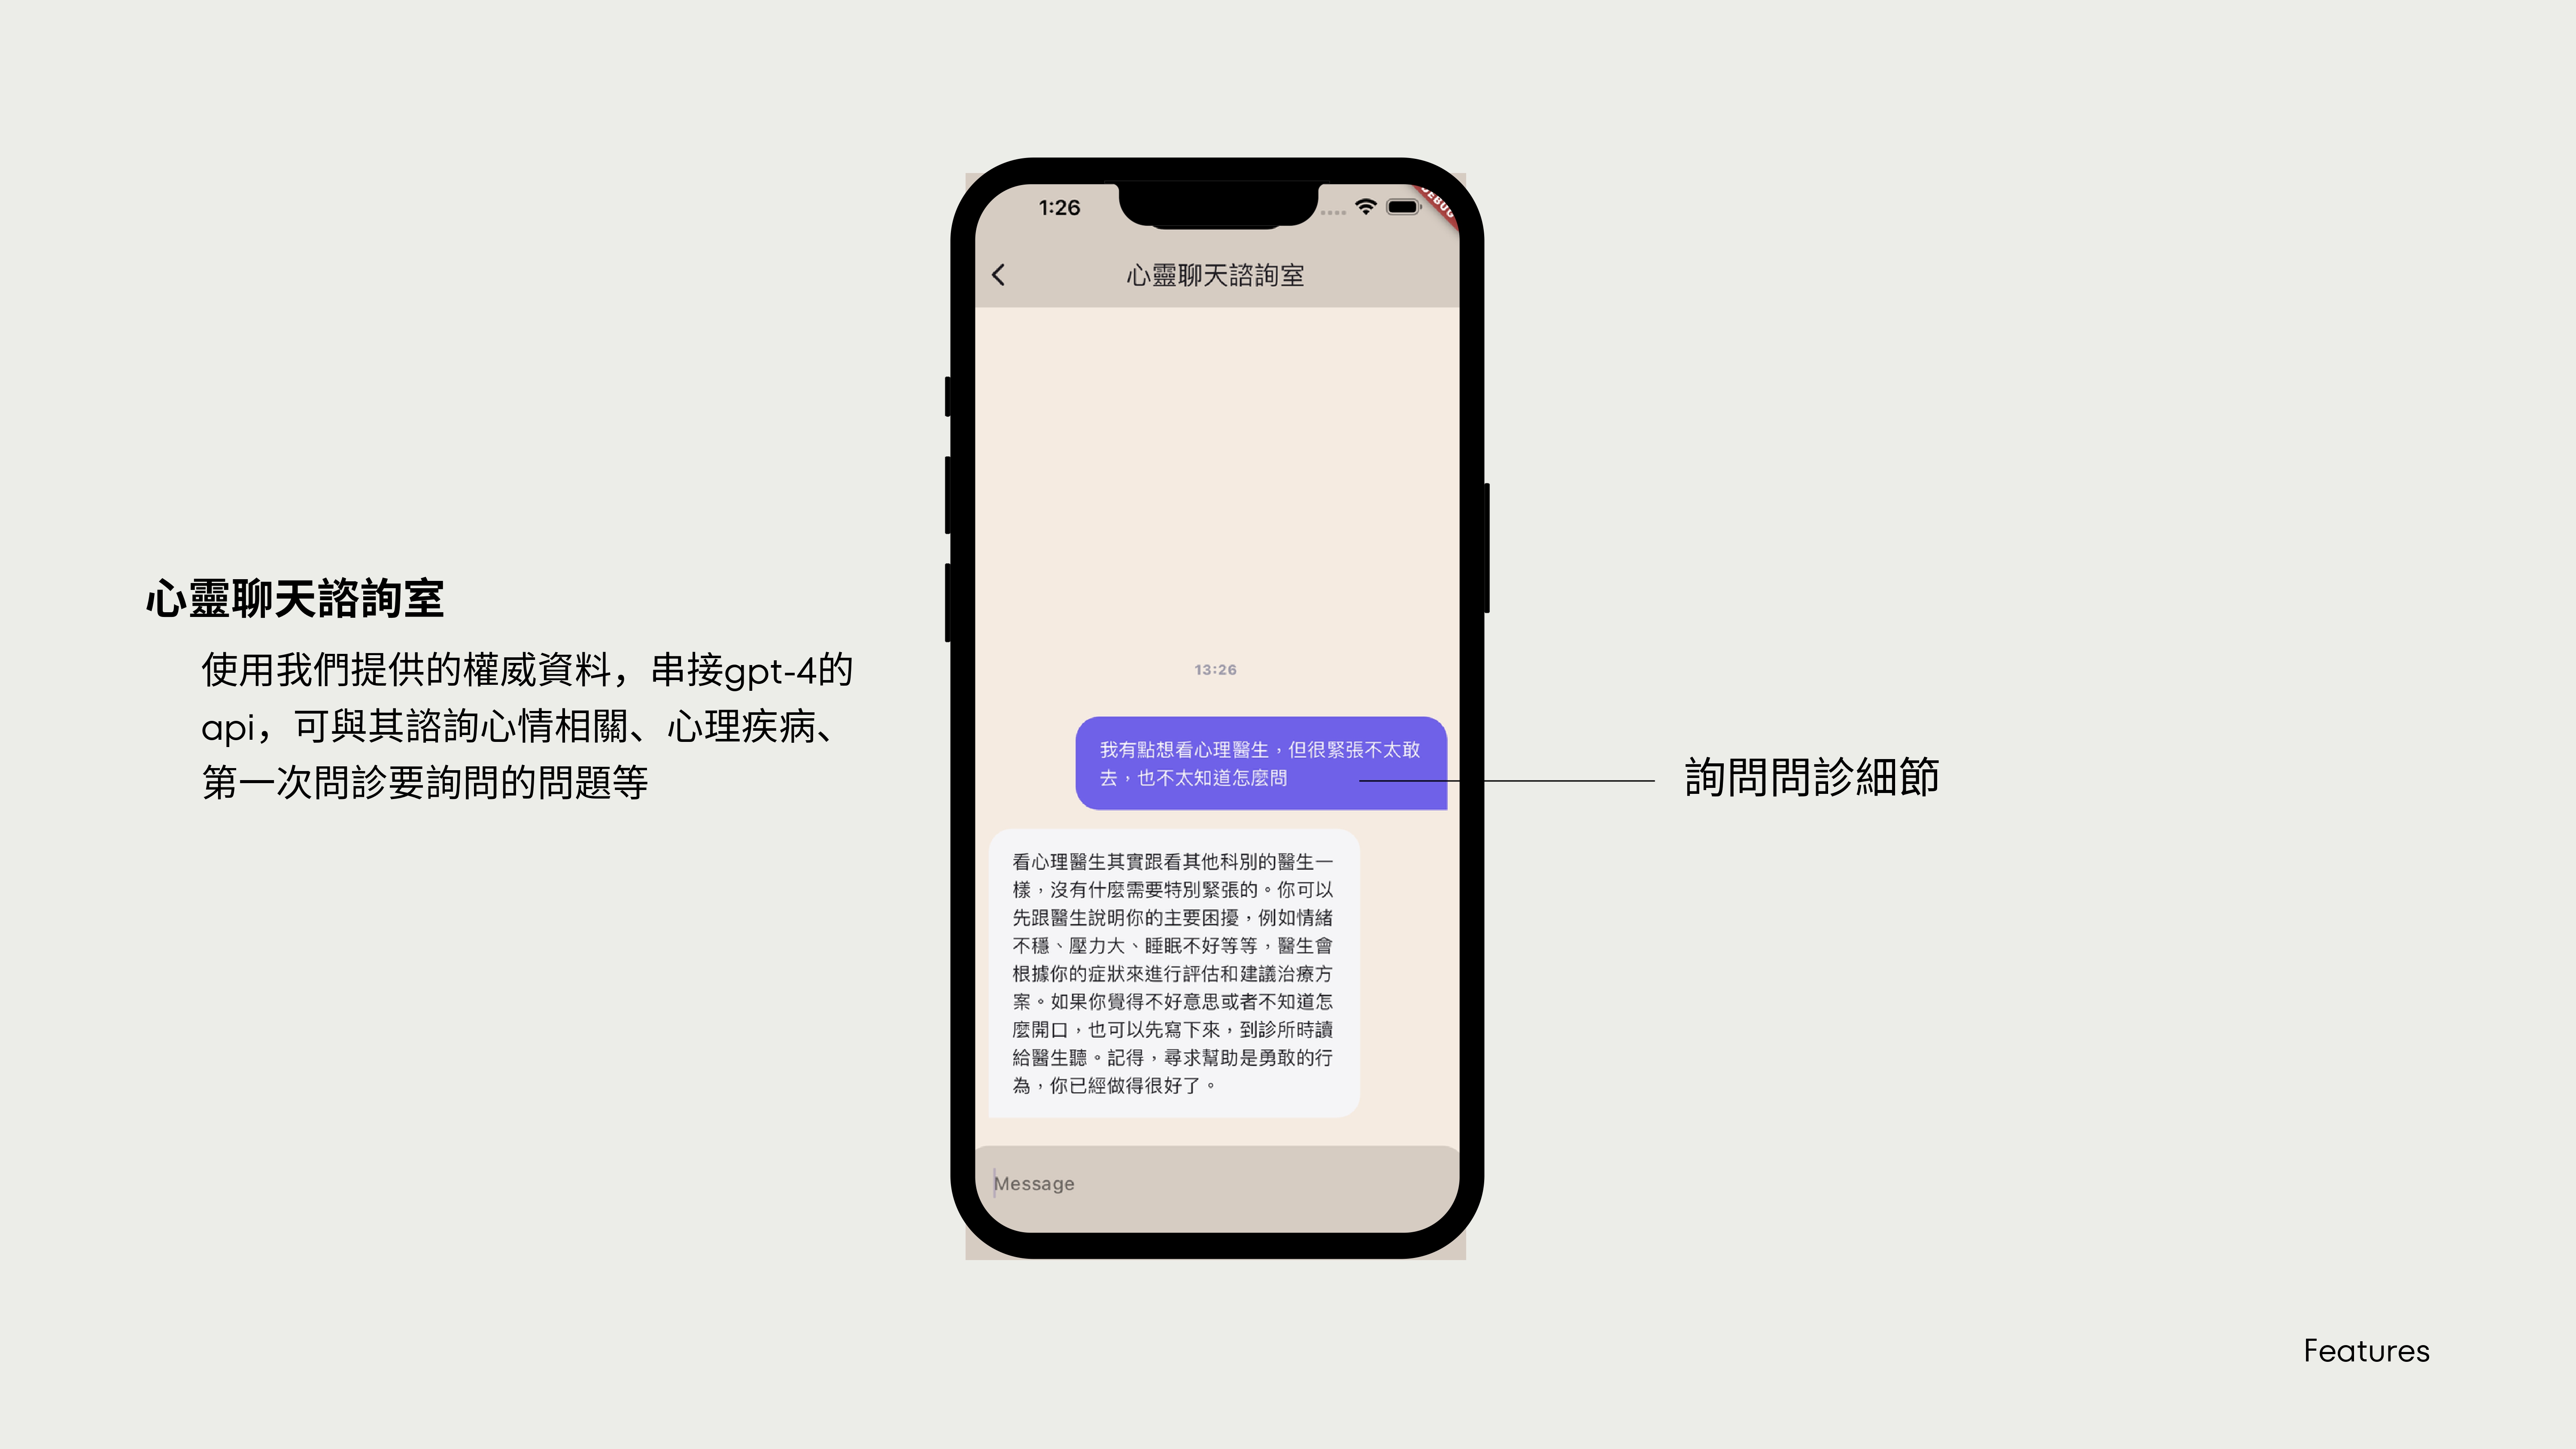 心靈聊天諮詢室
使用我們提供的權威資料，串接gpt-4的
api，可與其諮詢心情相關、心理疾病、
第一次問診要詢問的問題等
1:26
DEBUG
心靈聊天諮詢室
13:26
我有點想看心理醫生，但很緊張不太敢
去，也不太知道怎麼問
看心理醫生其實跟看其他科別的醫生一
樣，沒有什麼需要特別緊張的。你可以
先跟醫生說明你的主要困擾，例如情緒
不穩、壓力大、睡眠不好等等，醫生會
根據你的症狀來進行評估和建議治療方
案。如果你覺得不好意思或者不知道怎
麼開口，也可以先寫下來，到診所時讀
給醫生聽。記得，尋求幫助是勇敢的行
為，你已經做得很好了。
Message
詢問問診細節
Features